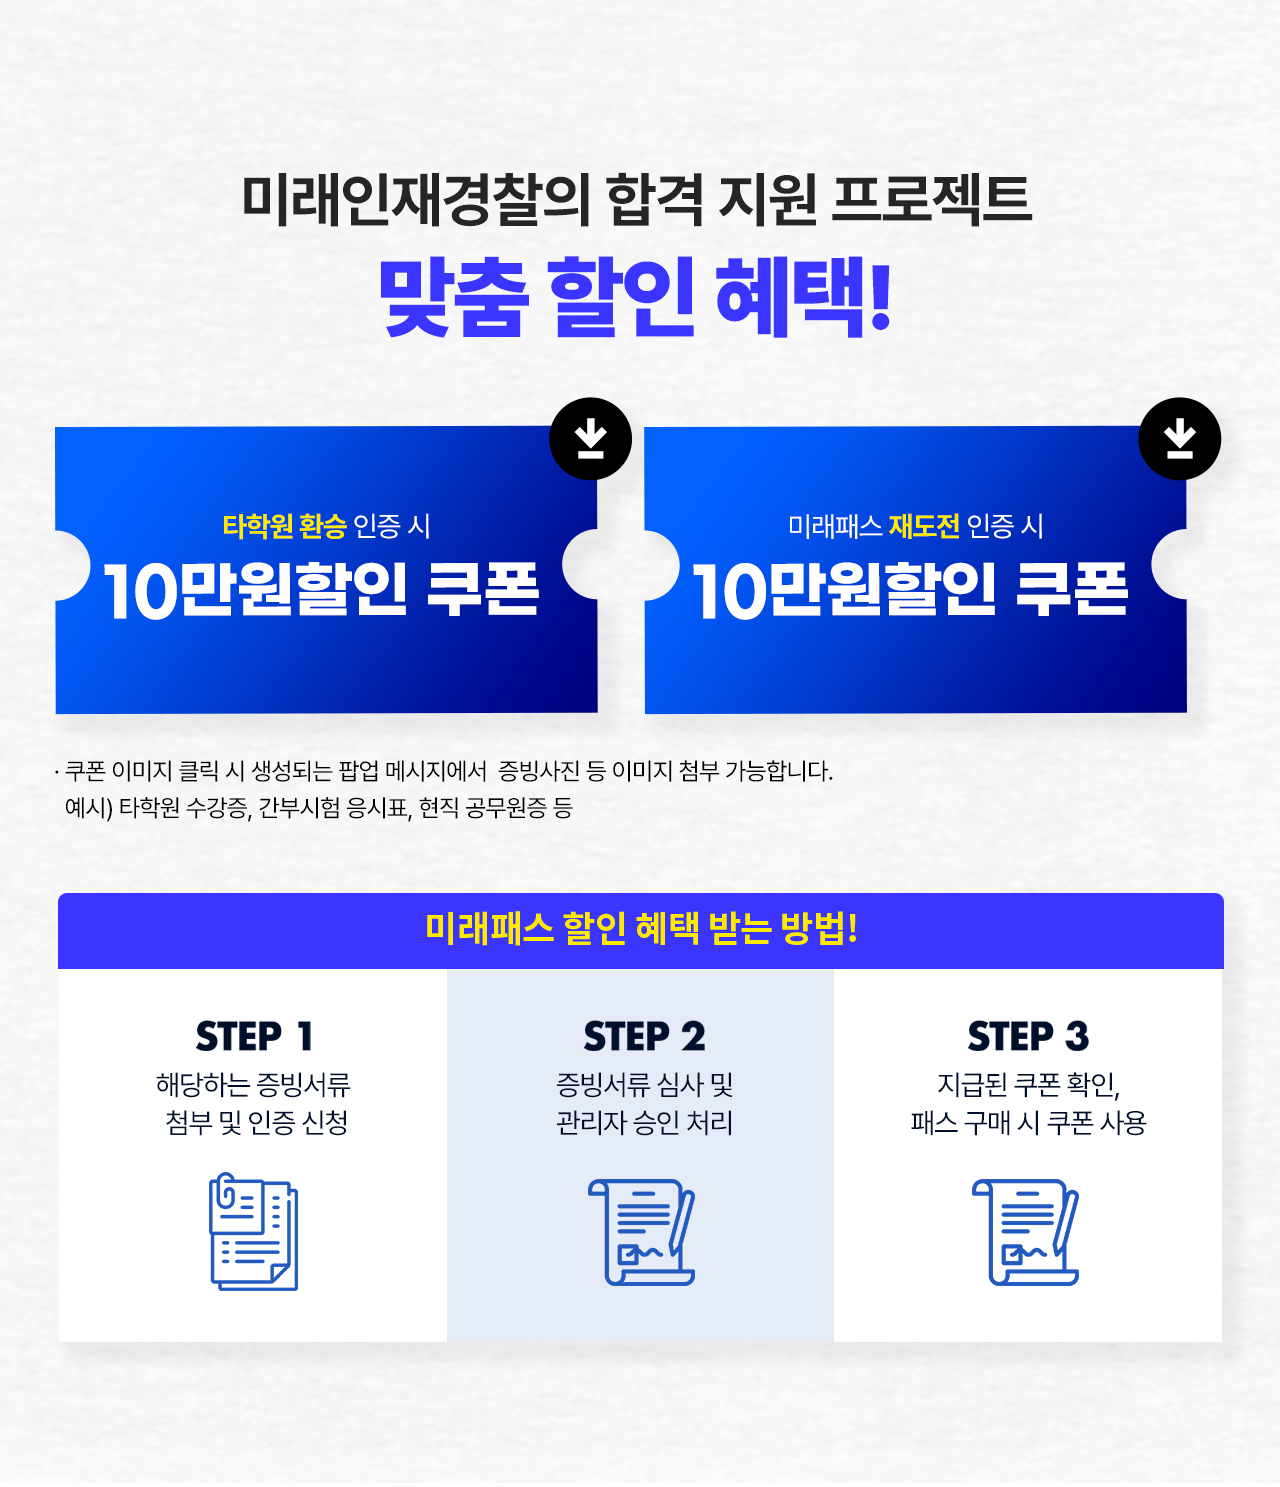 미래인재경찰의 합격 지원 프로젝트
맞춤 할인 혜택!
타학원 환승 인증 시
10만원할인 쿠폰
미래패스 재도전 인증 시
10만원할인 쿠폰
· 쿠폰 이미지 클릭 시 생성되는 팝업 메시지에서 증빙사진 등 이미지 첨부 가능합니다.
예시) 타학원 수강증, 간부시험 응시표, 현직 공무원증 등
미래패스 할인 혜택 받는 방법!
STEP 1
해당하는 증빙서류
첨부 및 인증 신청
STEP 2
증빙서류 심사 및
관리자 승인 처리
STEP 3
지급된 쿠폰 확인,
패스 구매 시 쿠폰 사용